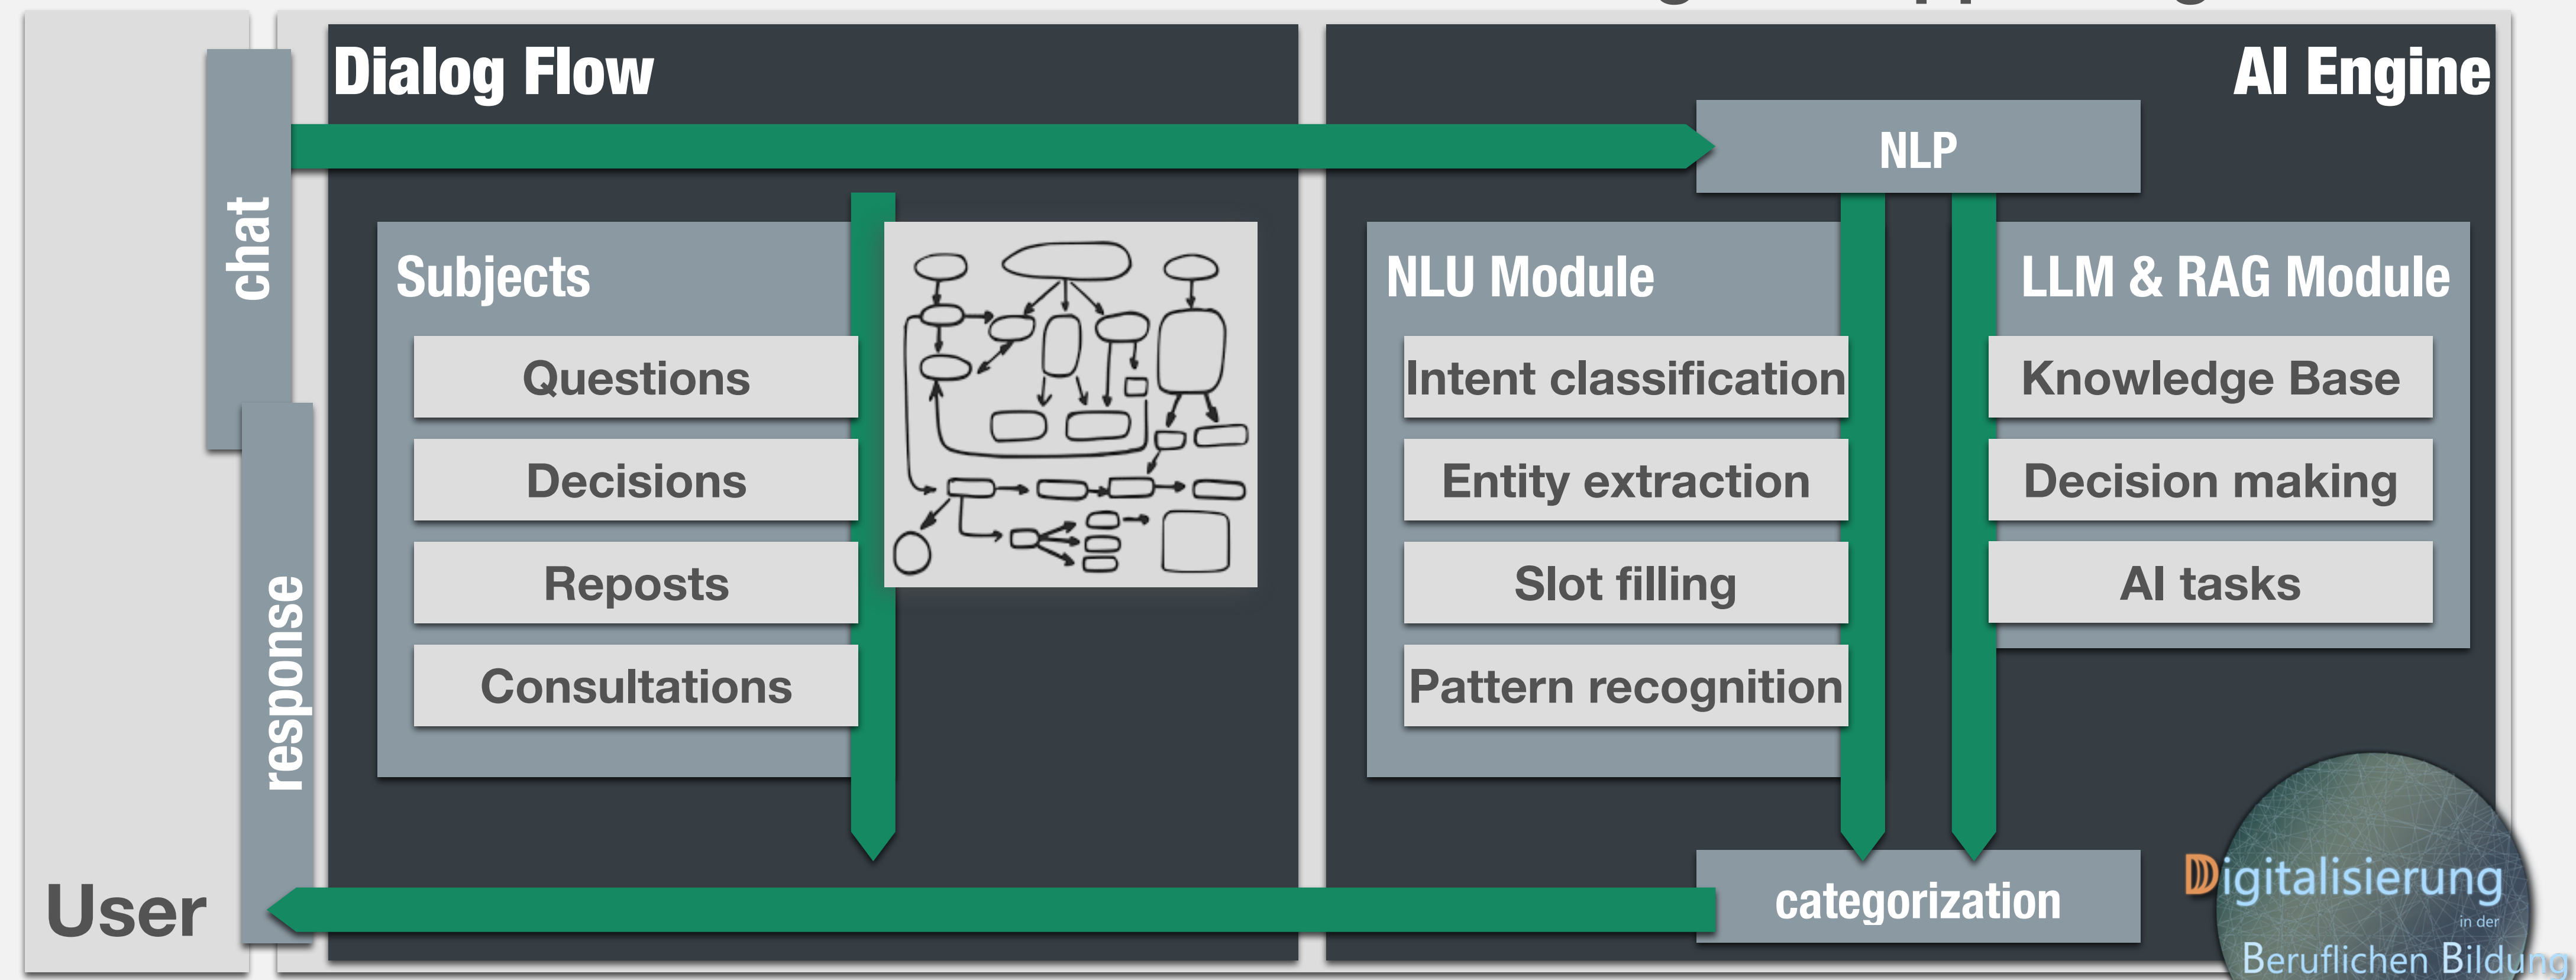 Dialog Flow
AI Engine
NLP
chat
Subjects
Questions
Decisions
Reposts
Consultations
NLU Module
Intent classification
Entity extraction
Slot filling
Pattern recognition
LLM & RAG Module
Knowledge Base
Decision making
AI tasks
response
User
categorization
Digitalisierung
in der
Beruflichen Bildung